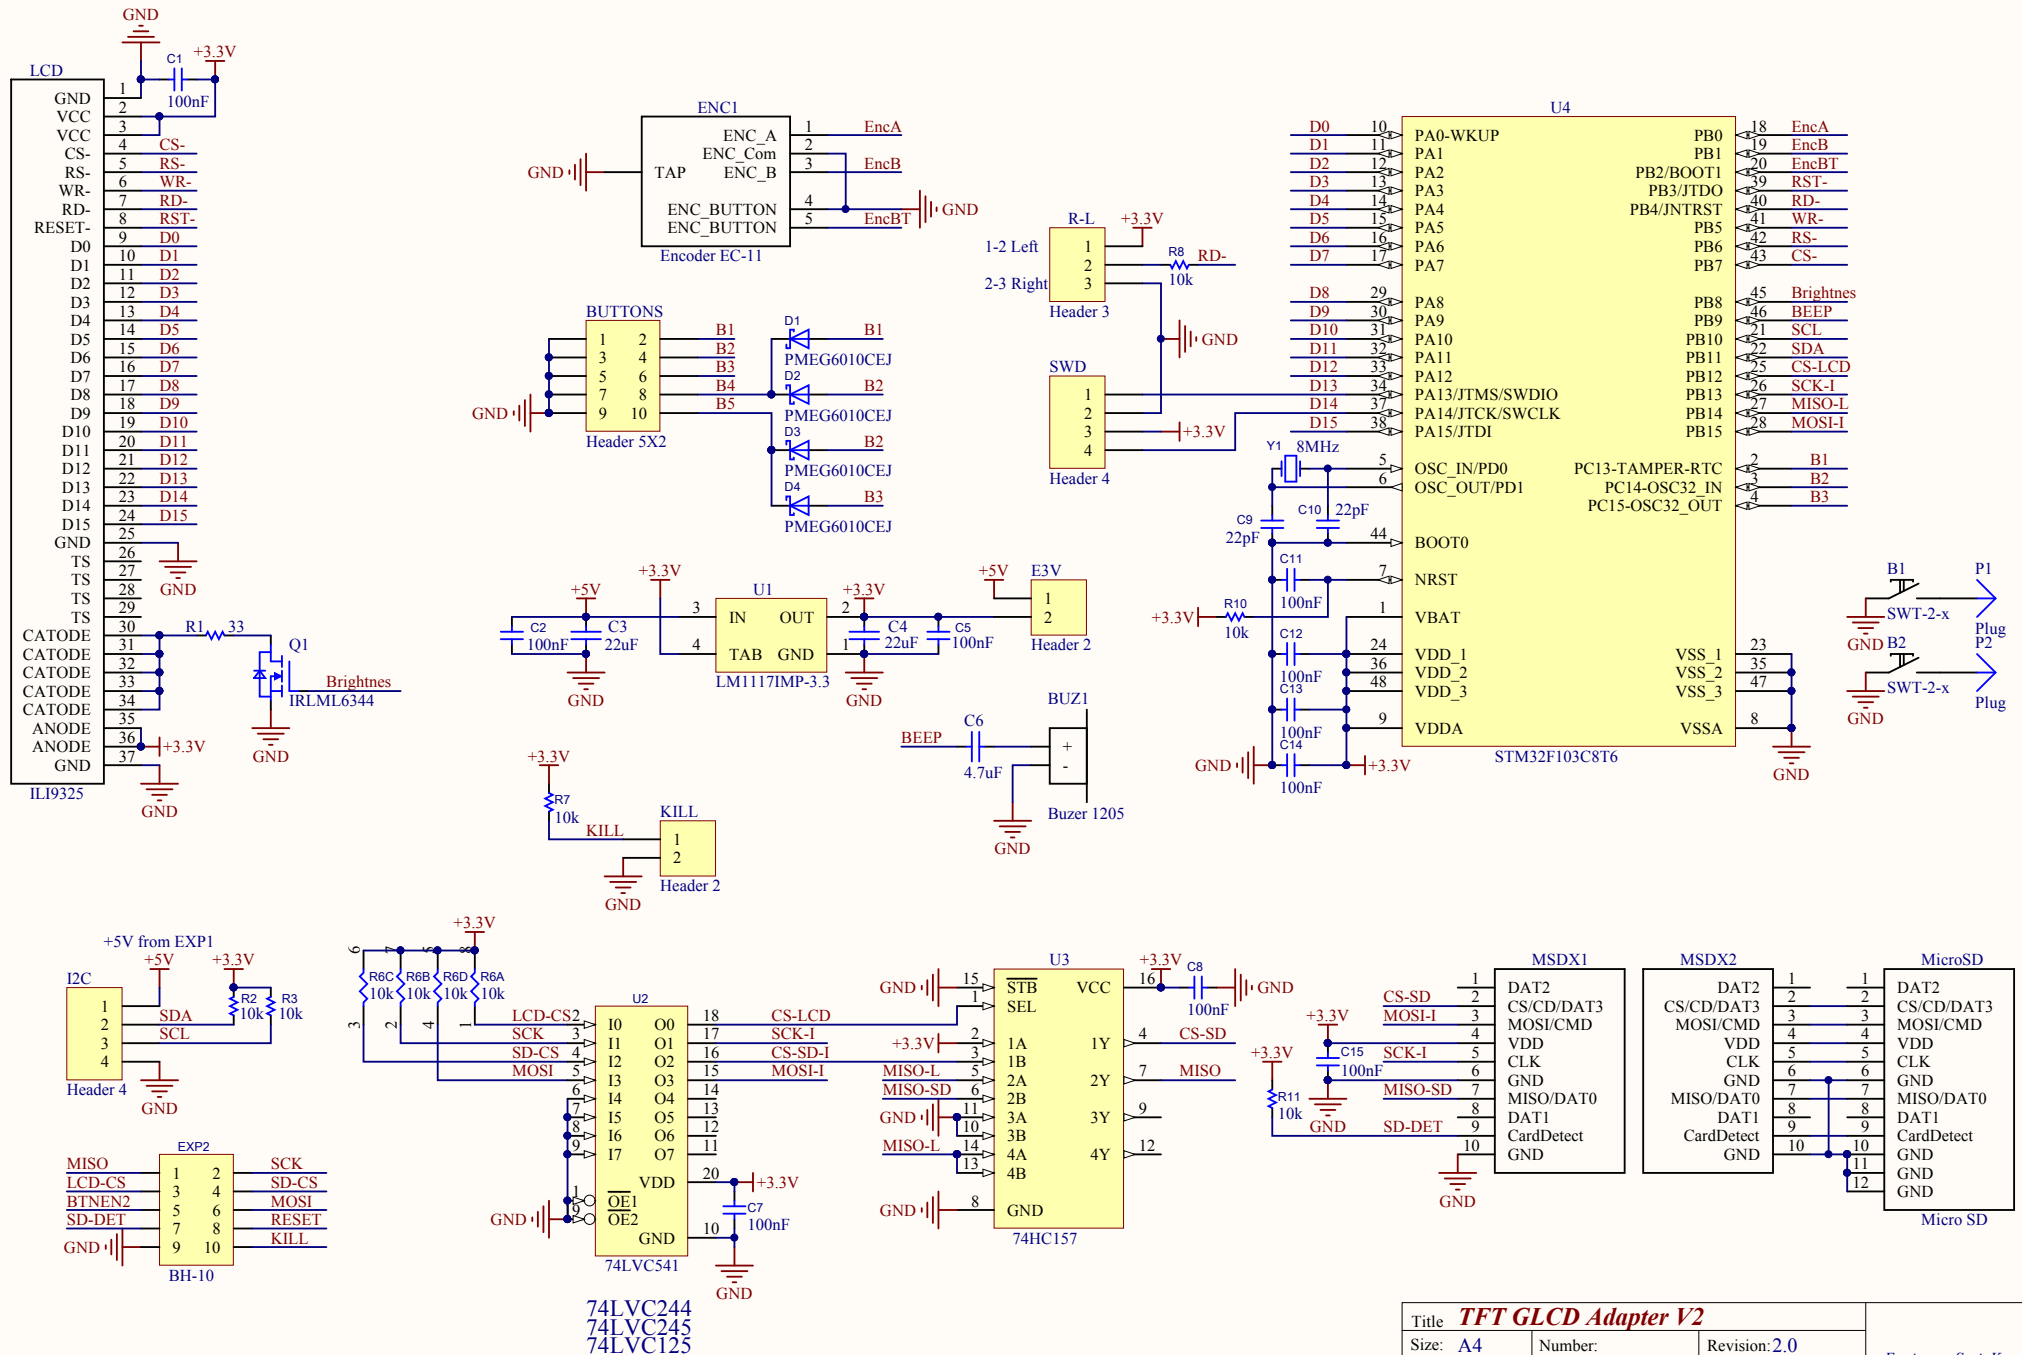 GND
C1
+3.3V
100nF
LCD
GND 1
VCC 2
VCC 3
CS- 4 CS-
RS- 5 RS-
WR- 6 WR-
RD- 7 RD-
RESET- 8 RST-
D0 9 D0
D1 10 D1
D2 11 D2
D3 12 D3
D4 13 D4
D5 14 D5
D6 15 D6
D7 16 D7
D8 17 D8
D9 18 D9
D10 19 D10
D11 20 D11
D12 21 D12
D13 22 D13
D14 23 D14
D15 24 D15
GND 25
TS 26
TS 27
TS 28
TS 29
CATODE 30
CATODE 31
CATODE 32
CATODE 33
CATODE 34
ANODE 35
ANODE 36 +3.3V
GND 37
ILI9325
GND
GND
R1 33
Q1
Brightnes
IRLML6344
GND
ENC1
ENC_A 1 EncA
ENC_Com 2
GND TAP ENC_B 3 EncB
ENC_BUTTON 4 GND
ENC_BUTTON 5 EncBT
Encoder EC-11
BUTTONS
1 2 B1
3 4 B2
5 6 B3
7 8 B4
GND 9 10 B5
Header 5X2
D1 B1
PMEG6010CEJ
D2 B2
PMEG6010CEJ
D3 B2
PMEG6010CEJ
D4 B3
PMEG6010CEJ
R-L
+3.3V
1-2 Left
2-3 Right
1
2
3
R8
10k
RD-
Header 3
GND
SWD
1
2
3 +3.3V
4
Header 4
+5V
+3.3V
C2
100nF
C3
22uF
GND
U1
3 IN OUT 2
4 TAB GND 1
LM1117IMP-3.3
+3.3V
C4
22uF
C5
100nF
GND
+5V
E3V
1
2
Header 2
BUZ1
BEEP
C6
4.7uF
+
-
Buzer 1205
GND
+3.3V
R7
10k
KILL
KILL
1
2
Header 2
GND
U4
D0 10 PA0-WKUP PB0 18 EncA
D1 11 PA1 PB1 19 EncB
D2 12 PA2 PB2/BOOT1 20 EncBT
D3 13 PA3 PB3/JTDO 39 RST-
D4 14 PA4 PB4/JNTRST 40 RD-
D5 15 PA5 PB5 41 WR-
D6 16 PA6 PB6 42 RS-
D7 17 PA7 PB7 43 CS-
D8 29 PA8 PB8 45 Brightnes
D9 30 PA9 PB9 46 BEEP
D10 31 PA10 PB10 21 SCL
D11 32 PA11 PB11 22 SDA
D12 33 PA12 PB12 25 CS-LCD
D13 34 PA13/JTMS/SWDIO PB13 26 SCK-I
D14 37 PA14/JTCK/SWCLK PB14 27 MISO-L
D15 38 PA15/JTDI PB15 28 MOSI-I
5 OSC_IN/PD0 PC13-TAMPER-RTC 2 B1
6 OSC_OUT/PD1 PC14-OSC32_IN 3 B2
PC15-OSC32_OUT 4 B3
44 BOOT0
7 NRST
1 VBAT
24 VDD_1 VSS_1 23
36 VDD_2 VSS_2 35
48 VDD_3 VSS_3 47
9 VDDA VSSA 8
STM32F103C8T6
GND
Y1 8MHz
C9
22pF
C10 22pF
C11
100nF
+3.3V R10
10k
C12
100nF
C13
100nF
GND C14 +3.3V
100nF
B1 P1
SWT-2-x
GND Plug
B2 P2
SWT-2-x
GND Plug
+5V from EXP1
I2C
+5V
+3.3V
1
2 SDA
3 SCL
4
R2
10k
R3
10k
Header 4
GND
EXP2
MISO 1 2 SCK
LCD-CS 3 4 SD-CS
BTNEN2 5 6 MOSI
SD-DET 7 8 RESET
GND 9 10 KILL
BH-10
+3.3V
6 7 5 8
R6C R6B R6D R6A
10k 10k 10k 10k
3 2 4 1
U2
LCD-CS 2 I0 O0 18 CS-LCD
SCK 3 I1 O1 17 SCK-I
SD-CS 4 I2 O2 16 CS-SD-I
MOSI 5 I3 O3 15 MOSI-I
6 I4 O4 14
7 I5 O5 13
8 I6 O6 12
9 I7 O7 11
VDD 20 +3.3V
1 OE1
GND 9 OE2
GND 10
74LVC541
C7
100nF
GND
74LVC244
74LVC245
74LVC125
U3
GND 15 STB VCC 16
1 SEL
+3.3V 2 1A 1Y 4 CS-SD
3 1B
MISO-L 5 2A 2Y 7 MISO
MISO-SD 6 2B
GND 11 3A 3Y 9
10 3B
MISO-L 14 4A 4Y 12
13 4B
GND 8 GND
74HC157
+3.3V C8 GND
100nF
+3.3V
R11
10k
+3.3V
C15
100nF
GND
MSDX1
1 DAT2
CS-SD 2 CS/CD/DAT3
MOSI-I 3 MOSI/CMD
4 VDD
SCK-I 5 CLK
6 GND
MISO-SD 7 MISO/DAT0
8 DAT1
SD-DET 9 CardDetect
10 GND
GND
MSDX2
DAT2 1
CS/CD/DAT3 2
MOSI/CMD 3
VDD 4
CLK 5
GND 6
MISO/DAT0 7
DAT1 8
CardDetect 9
GND 10
MicroSD
1 DAT2
2 CS/CD/DAT3
3 MOSI/CMD
4 VDD
5 CLK
6 GND
7 MISO/DAT0
8 DAT1
9 CardDetect
10 GND
11 GND
12 GND
Micro SD
Title TFT GLCD Adapter V2
Size: A4 Number: Revision: 2.0